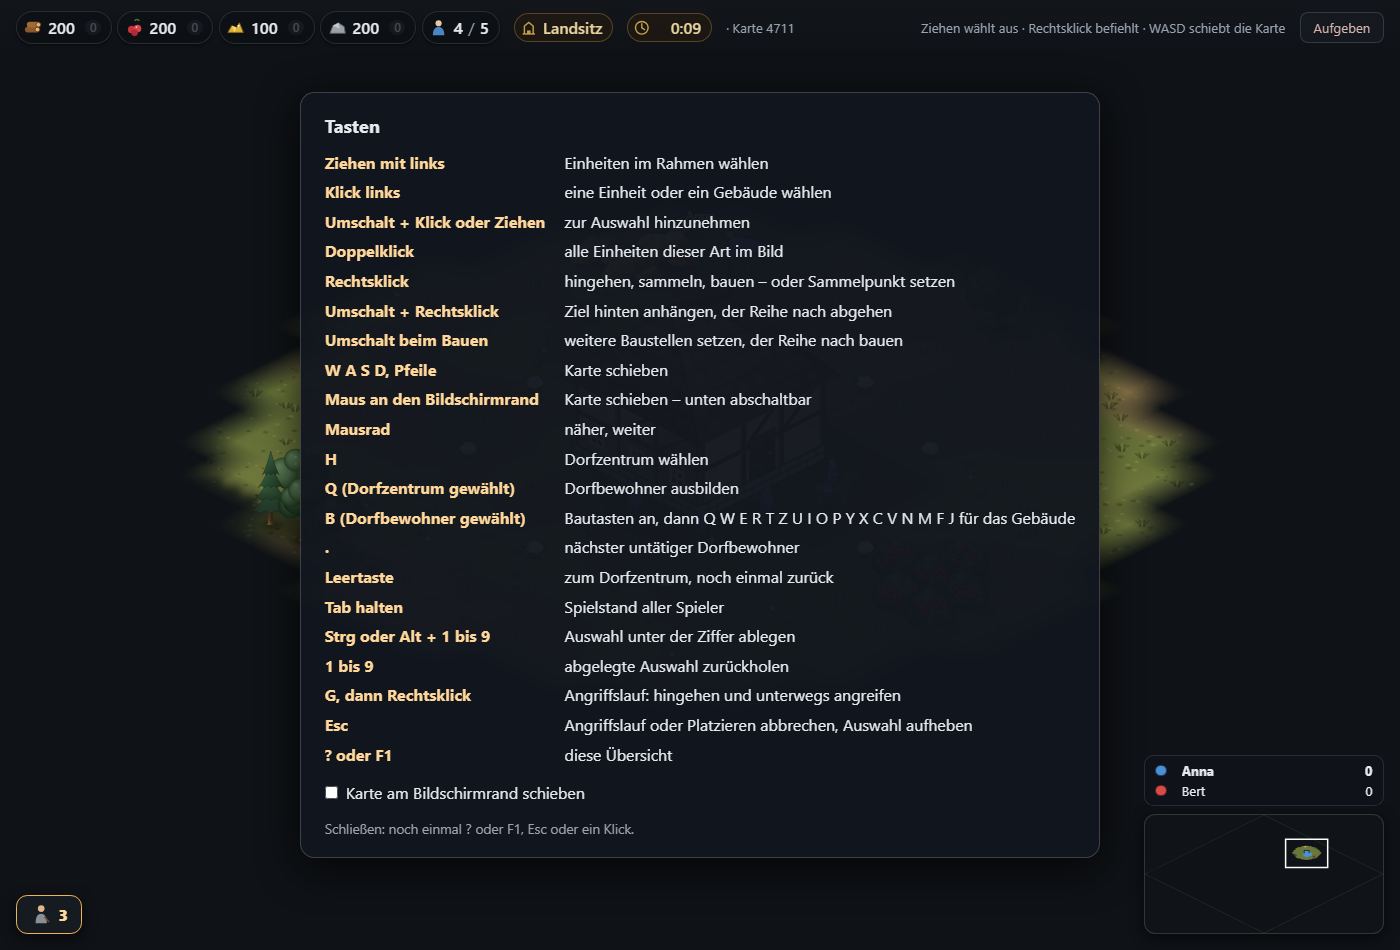 200 0 200 0 100 0 200 0 4 / 5 Landsitz 0:09 · Karte 4711 Ziehen wählt aus · Rechtsklick befiehlt · WASD schiebt die Karte Aufgeben
Tasten
Ziehen mit links Einheiten im Rahmen wählen
Klick links eine Einheit oder ein Gebäude wählen
Umschalt + Klick oder Ziehen zur Auswahl hinzunehmen
Doppelklick alle Einheiten dieser Art im Bild
Rechtsklick hingehen, sammeln, bauen – oder Sammelpunkt setzen
Umschalt + Rechtsklick Ziel hinten anhängen, der Reihe nach abgehen
Umschalt beim Bauen weitere Baustellen setzen, der Reihe nach bauen
W A S D, Pfeile Karte schieben
Maus an den Bildschirmrand Karte schieben – unten abschaltbar
Mausrad näher, weiter
H Dorfzentrum wählen
Q (Dorfzentrum gewählt) Dorfbewohner ausbilden
B (Dorfbewohner gewählt) Bautasten an, dann Q W E R T Z U I O P Y X C V N M F J für das Gebäude
. nächster untätiger Dorfbewohner
Leertaste zum Dorfzentrum, noch einmal zurück
Tab halten Spielstand aller Spieler
Strg oder Alt + 1 bis 9 Auswahl unter der Ziffer ablegen
1 bis 9 abgelegte Auswahl zurückholen
G, dann Rechtsklick Angriffslauf: hingehen und unterwegs angreifen
Esc Angriffslauf oder Platzieren abbrechen, Auswahl aufheben
? oder F1 diese Übersicht
Karte am Bildschirmrand schieben
Schließen: noch einmal ? oder F1, Esc oder ein Klick.
Anna 0
Bert 0
3